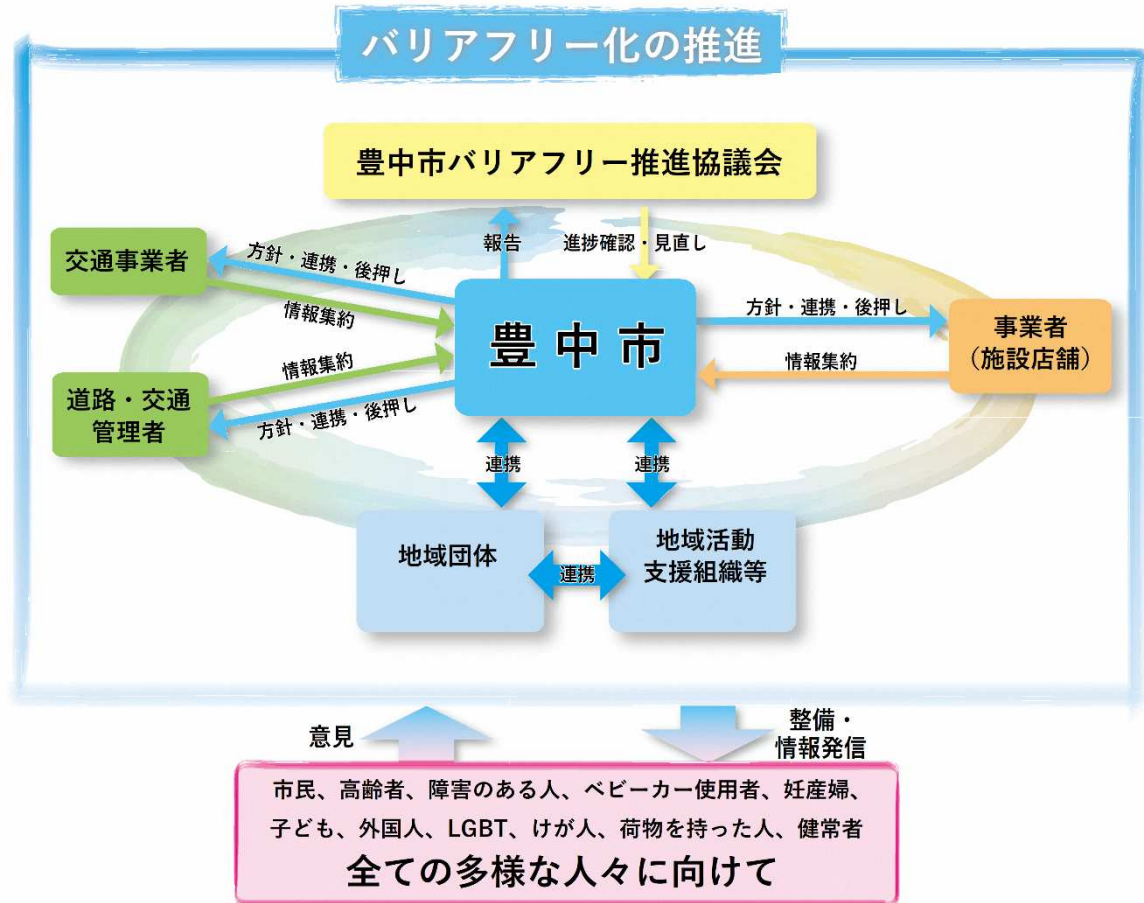 バリアフリー化の推進
豊中市バリアフリー推進協議会
報告
進捗確認・見直し
交通事業者
方針・連携・後押し
情報集約
情報集約
方針・連携・後押し
道路・交通
管理者
豊中市
方針・連携・後押し
情報集約
事業者
（施設店舗）
連携
連携
地域団体
連携
地域活動
支援組織等
意見
整備・
情報発信
市民、高齢者、障害のある人、ベビーカー使用者、妊産婦、
子ども、外国人、LGBT、けが人、荷物を持った人、健常者
全ての多様な人々に向けて